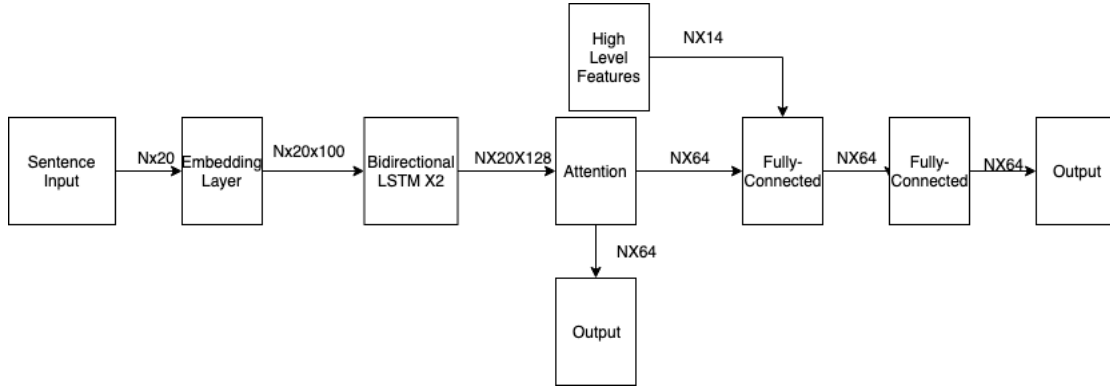 High
Level
Features
NX14
Sentence
Input
Nx20
Embedding
Layer
Nx20x100
Bidirectional
LSTM X2
NX20X128
Attention
NX64
Fully-
Connected
NX64
Fully-
Connected
NX64
Output
NX64
Output